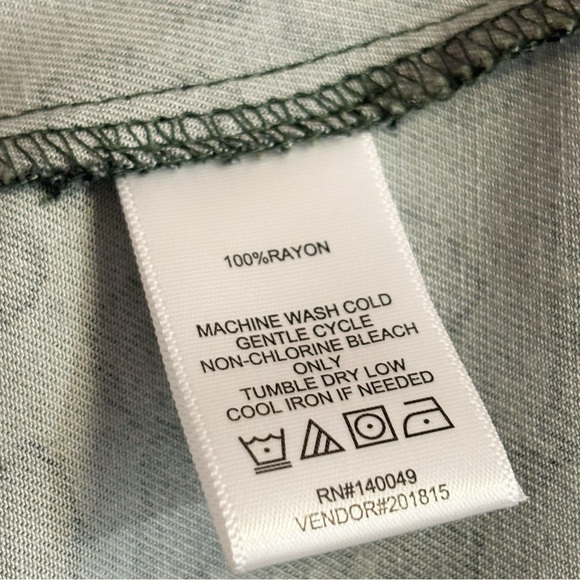 100%RAYON
MACHINE WASH COLD
GENTLE CYCLE
NON-CHLORINE BLEACH
ONLY
TUMBLE DRY LOW
COOL IRON IF NEEDED
RN#140049
VENDOR#201815